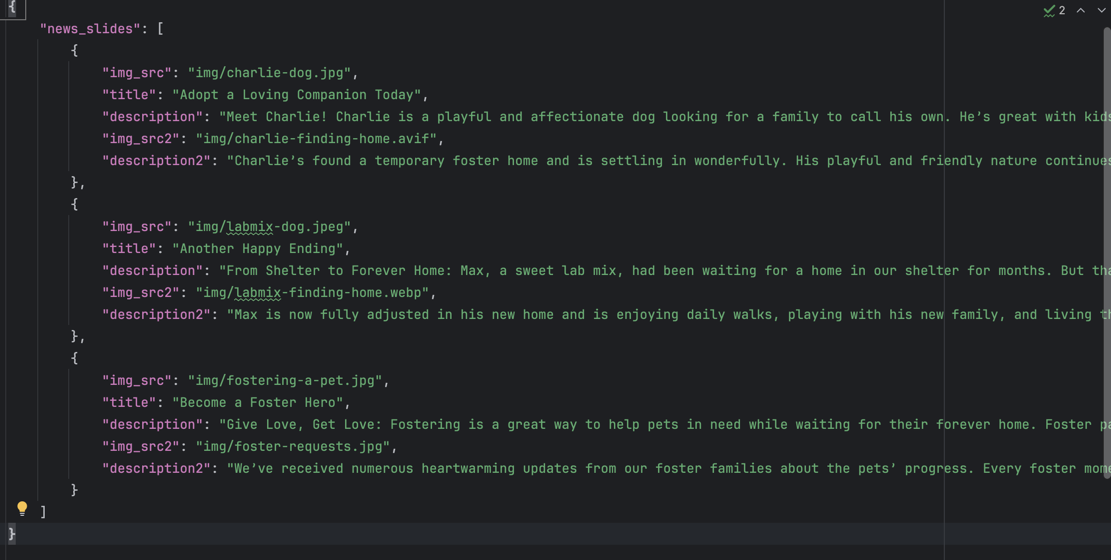 2
{
"news_slides": [
{
"img_src": "img/charlie-dog.jpg",
"title": "Adopt a Loving Companion Today",
"description": "Meet Charlie! Charlie is a playful and affectionate dog looking for a family to call his own. He’s great with kids
"img_src2": "img/charlie-finding-home.avif",
"description2": "Charlie’s found a temporary foster home and is settling in wonderfully. His playful and friendly nature continues
},
{
"img_src": "img/labmix-dog.jpeg",
"title": "Another Happy Ending",
"description": "From Shelter to Forever Home: Max, a sweet lab mix, had been waiting for a home in our shelter for months. But
"img_src2": "img/labmix-finding-home.webp",
"description2": "Max is now fully adjusted in his new home and is enjoying daily walks, playing with his new family, and living
},
{
"img_src": "img/fostering-a-pet.jpg",
"title": "Become a Foster Hero",
"description": "Give Love, Get Love: Fostering is a great way to help pets in need while waiting for their forever home. Foster
"img_src2": "img/foster-requests.jpg",
"description2": "We’ve received numerous heartwarming updates from our foster families about the pets’ progress. Every foster
}
]
}